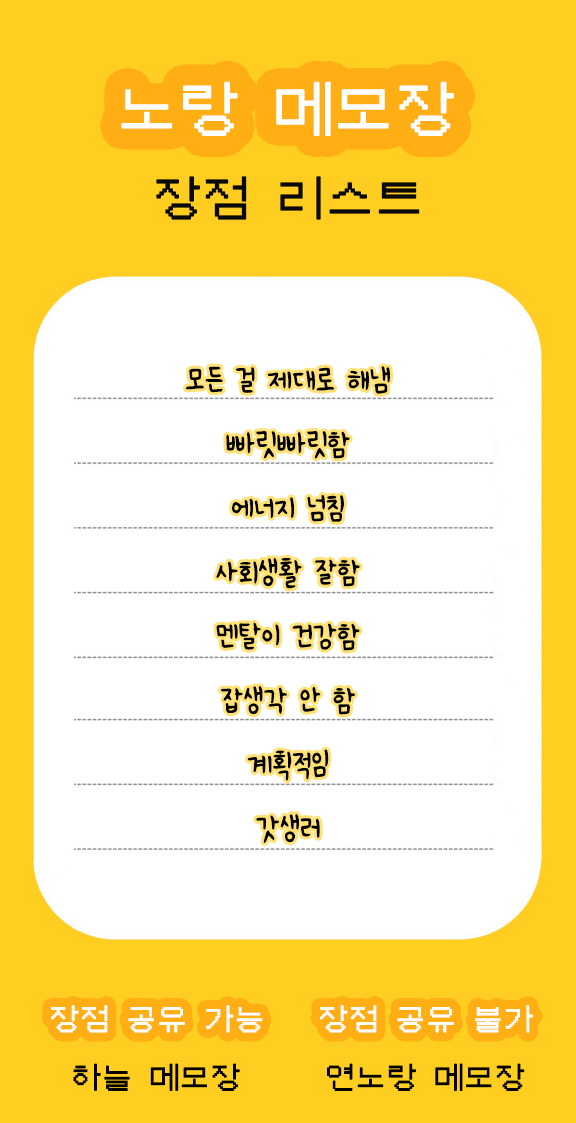 노랑 메모장
장점 리스트
모든 걸 제대로 해냄
빠릿빠릿함
에너지 넘침
사회생활 잘함
멘탈이 건강함
잡생각 안 함
계획적임
갓생러
장점 공유 가능 장점 공유 불가
하늘 메모장 연노랑 메모장